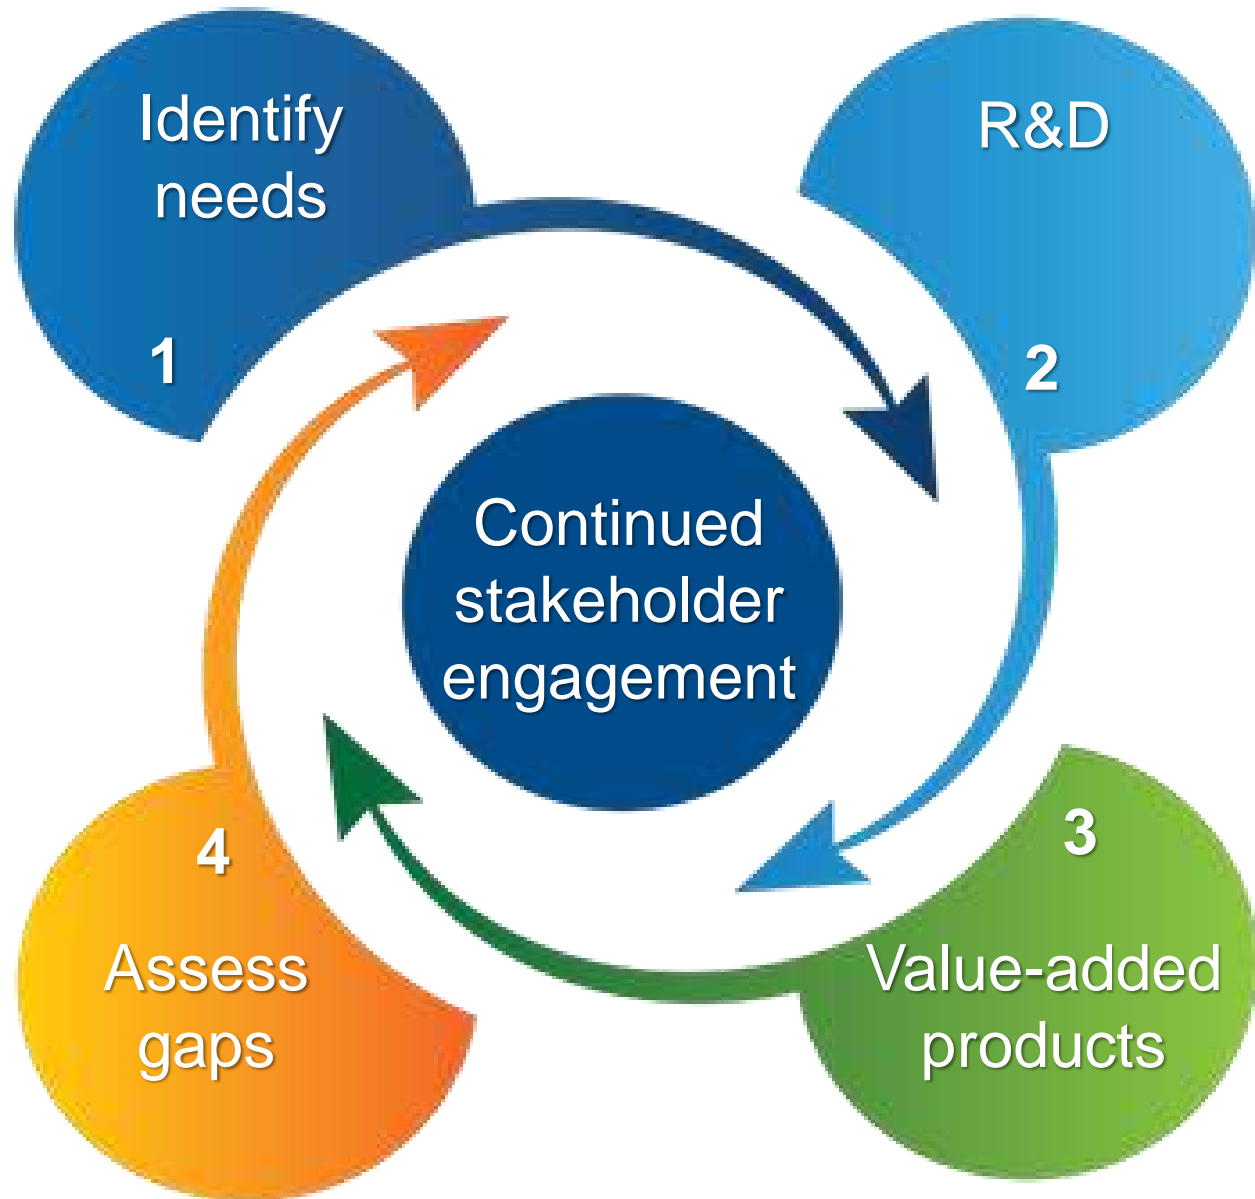 Identify
needs
1
R&D
2
Continued
stakeholder
engagement
3
Value-added
products
4
Assess
gaps